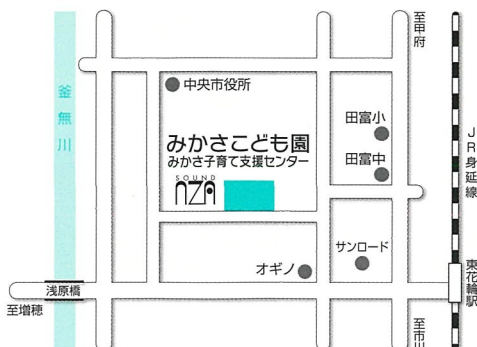 至甲府
釜無川
中央市役所
田富小
みかさこども園
みかさ子育て支援センター
田富中
JR身延線
SOUND
nZA
サンロード
オギノ
浅原橋
東花輪駅
至増穂
至市川